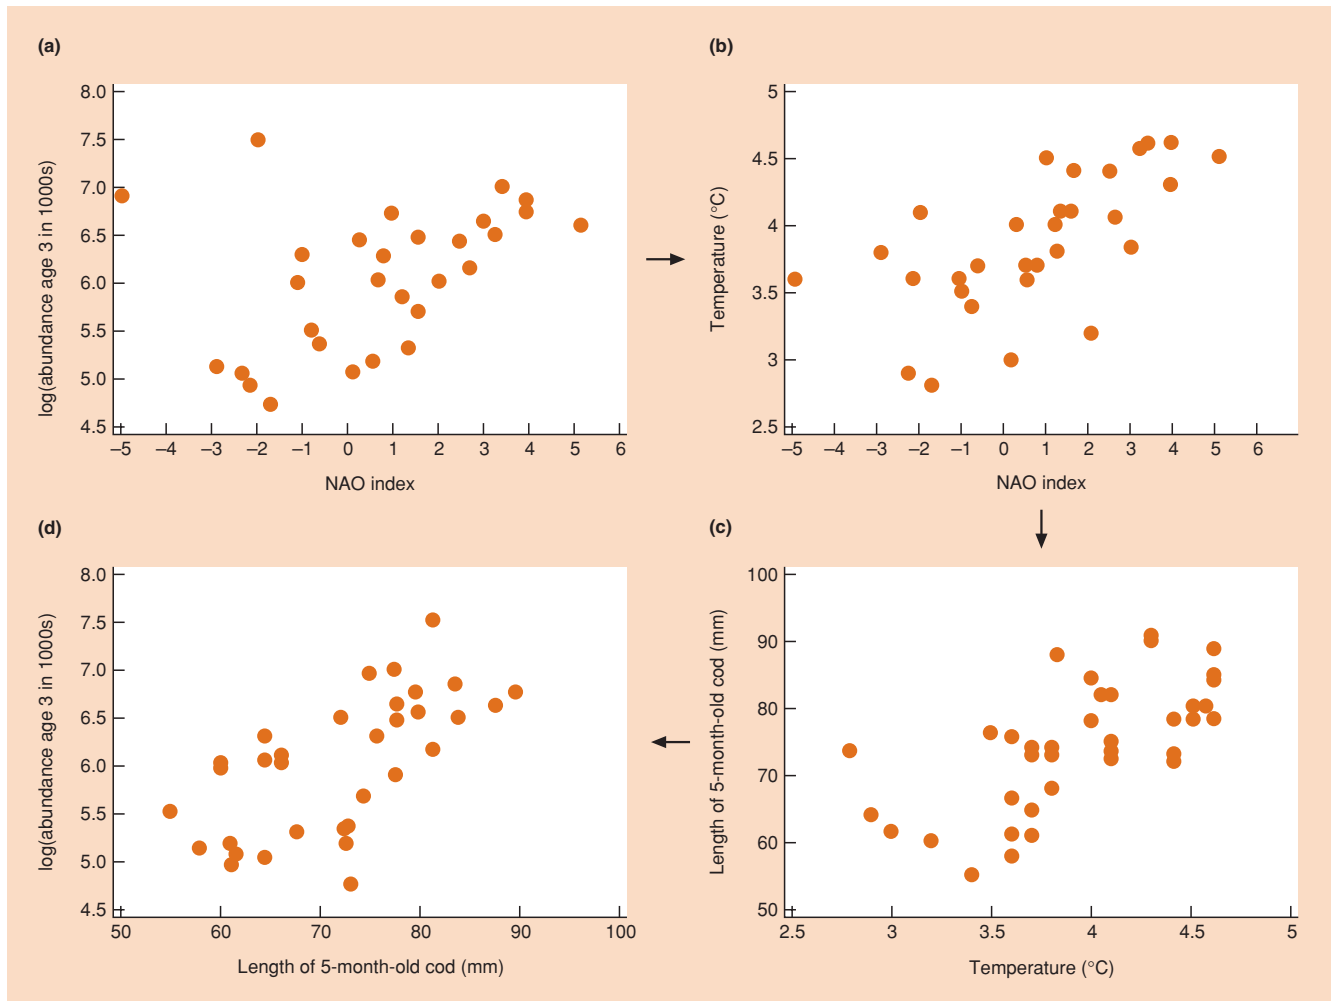 (a)
log(abundance age 3 in 1000s)
8.0
7.5
7.0
6.5
6.0
5.5
5.0
4.5
–5 –4 –3 –2 –1 0 1 2 3 4 5 6
NAO index
(b)
Temperature (°C)
5
4.5
4
3.5
3
2.5
–5 –4 –3 –2 –1 0 1 2 3 4 5 6
NAO index
(d)
log(abundance age 3 in 1000s)
8.0
7.5
7.0
6.5
6.0
5.5
5.0
4.5
50 60 70 80 90 100
Length of 5-month-old cod (mm)
(c)
Length of 5-month-old cod (mm)
100
90
80
70
60
50
2.5 3 3.5 4 4.5 5
Temperature (°C)